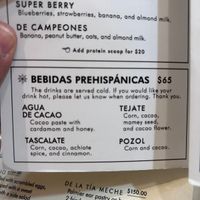 SUPER BERRY
Blueberries, strawberries, banana, and almond milk.
DE CAMPEONES
Banana, peanut butter, oats, and almond milk.
Add protein scoop for $20
BEBIDAS PREHISPÁNICAS $65
The drinks are served cold. If you would like your
drink hot, please let us know when ordering. Thank you.
AGUA
DE CACAO
Cacao paste with
cardamom and honey.
TASCALATE
Corn, cacao, achiote
spice, and cinnamon.
TEJATE
Corn, cacao,
mamey seed,
and cacao flower.
POZOL
Corn and cacao.
DE LA TÍA MECHE $150.00
scrambled eggs,